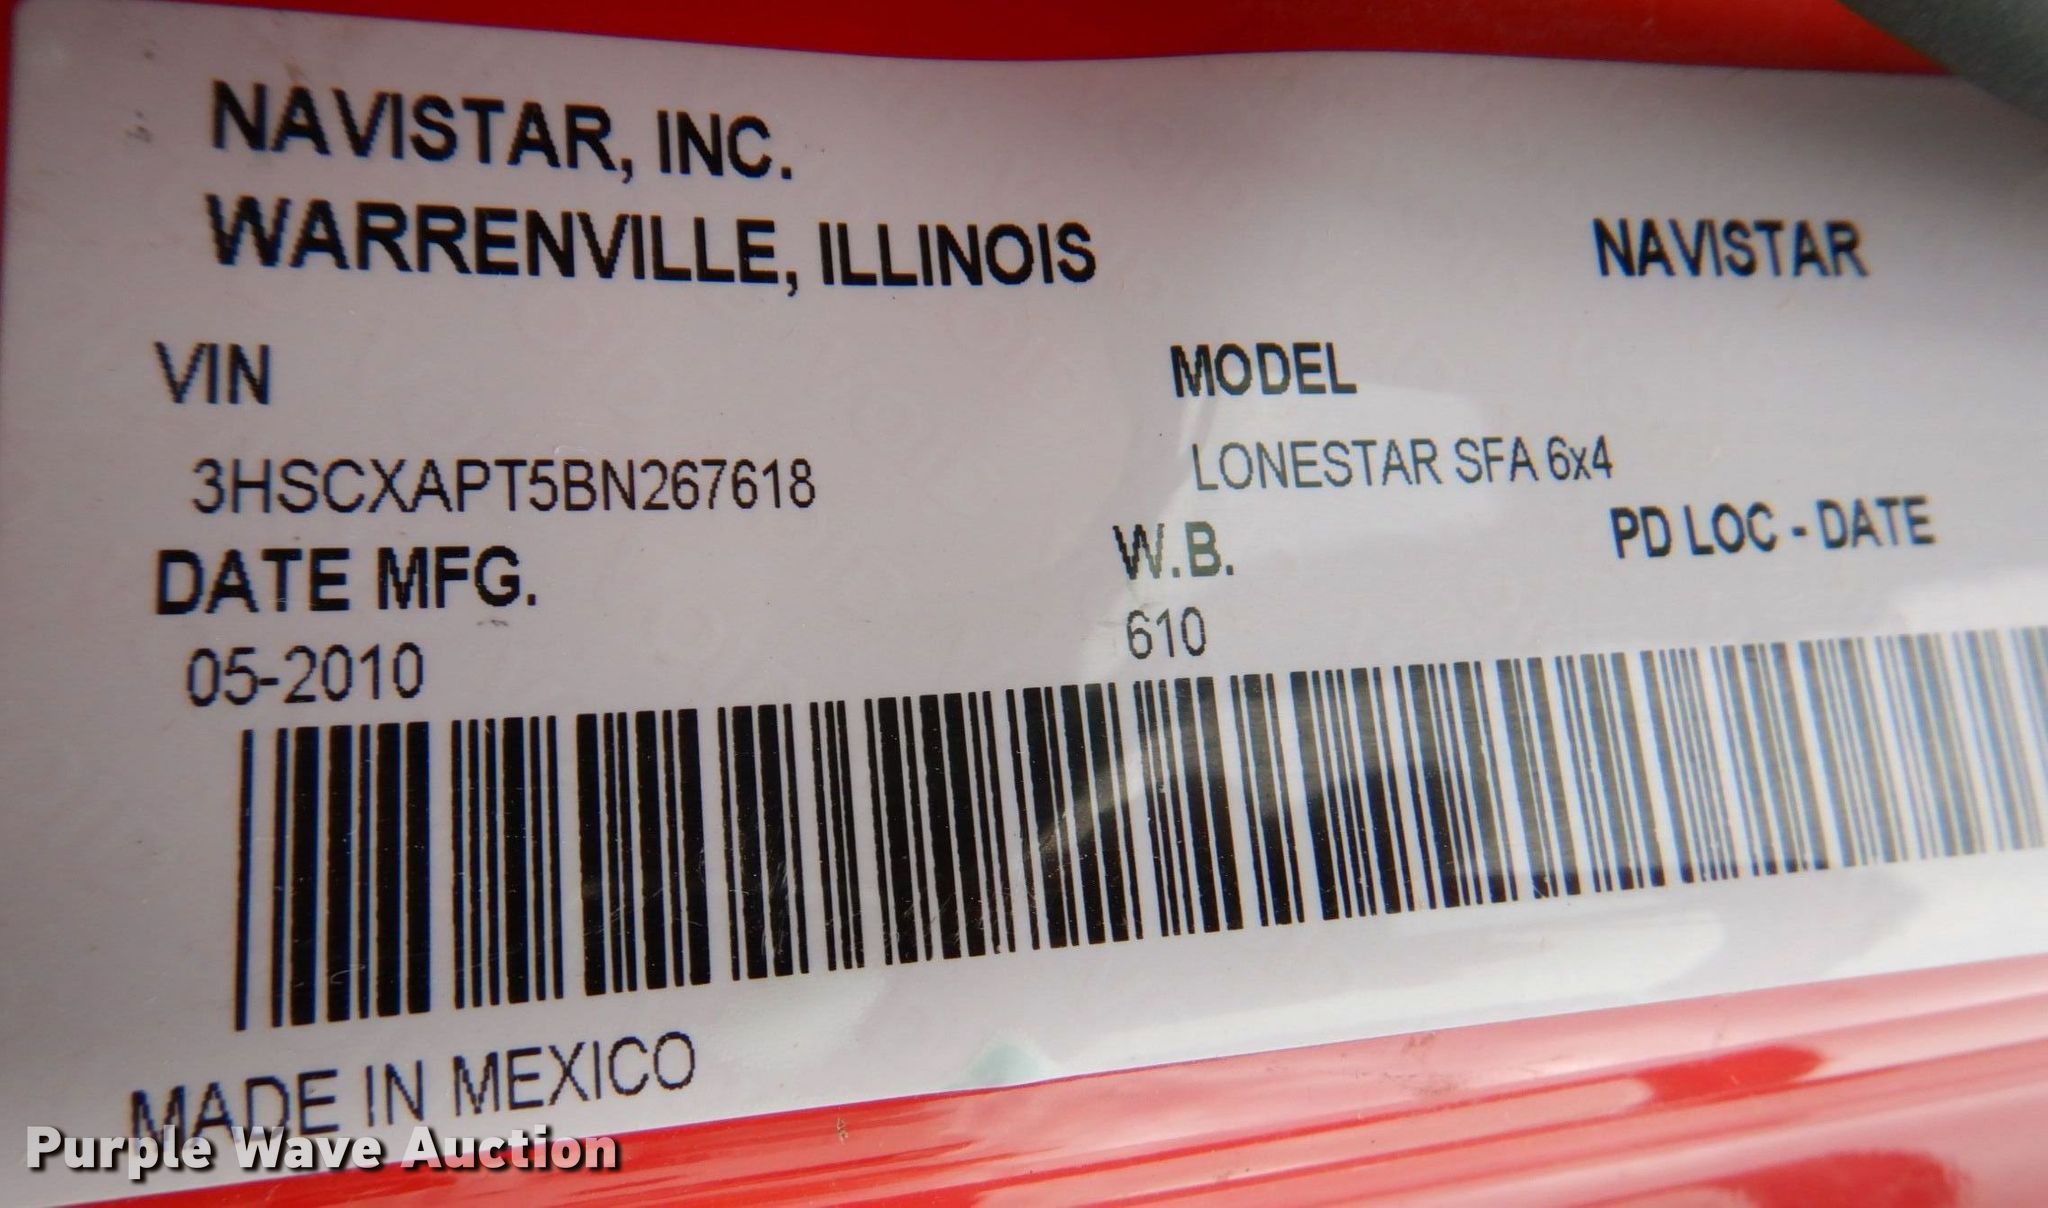 NAVISTAR, INC.
WARRENVILLE, ILLINOIS
NAVISTAR
VIN
MODEL
3HSCXAPT5BN267618
LONESTAR SFA 6x4
DATE MFG.
W.B.
PD LOC - DATE
05-2010
610
MADE IN MEXICO
Purple Wave Auction